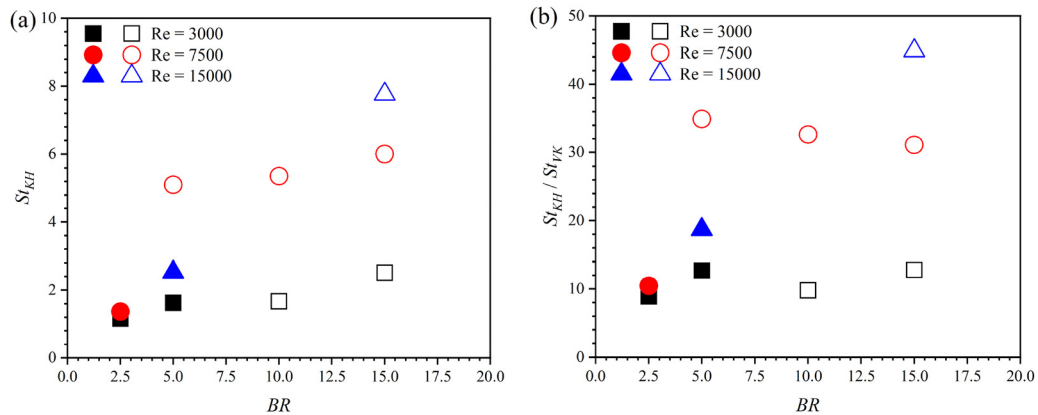 (a)
10
8
6
4
2
0
St_KH
Re = 3000
Re = 7500
Re = 15000
0.0 2.5 5.0 7.5 10.0 12.5 15.0 17.5 20.0
BR
(b)
50
40
30
20
10
0
St_KH / St_VK
Re = 3000
Re = 7500
Re = 15000
0.0 2.5 5.0 7.5 10.0 12.5 15.0 17.5 20.0
BR